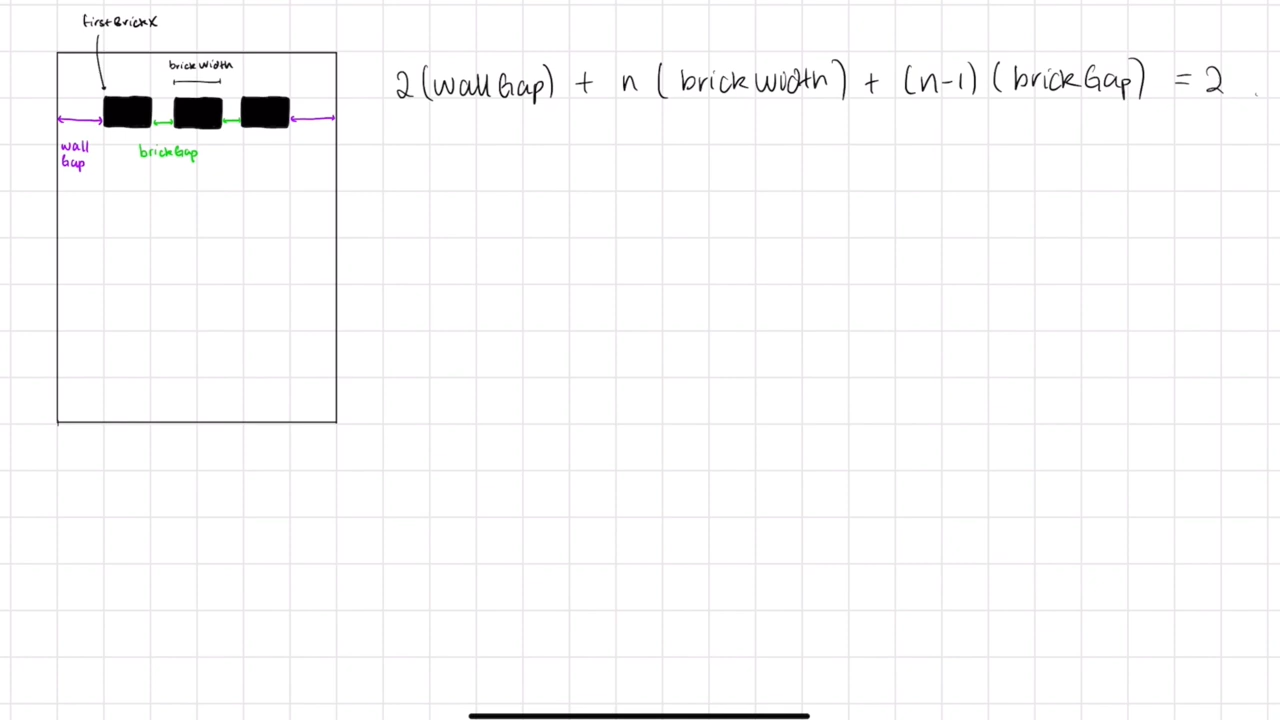 firstBrickX
brickWidth
2(wallGap) + n(brickWidth) + (n-1)(brickGap) = 2
wall
Gap
brickGap